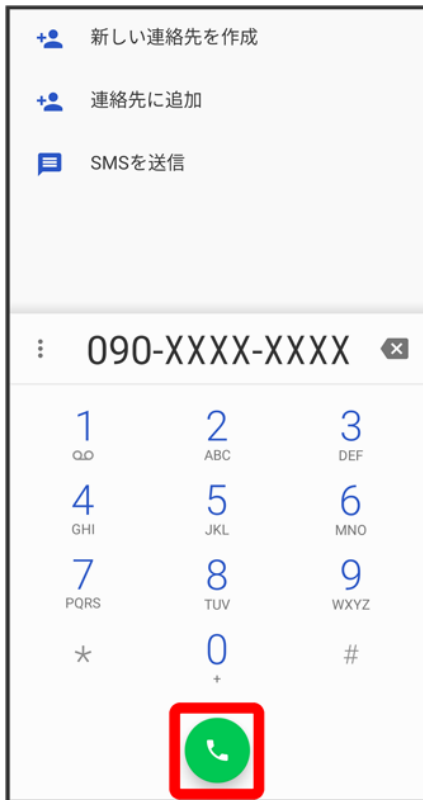 新しい連絡先を作成
連絡先に追加
SMSを送信
090-XXXX-XXXX
1 2 3
ABC DEF
4 5 6
GHI JKL MNO
7 8 9
PQRS TUV WXYZ
* 0 #
+